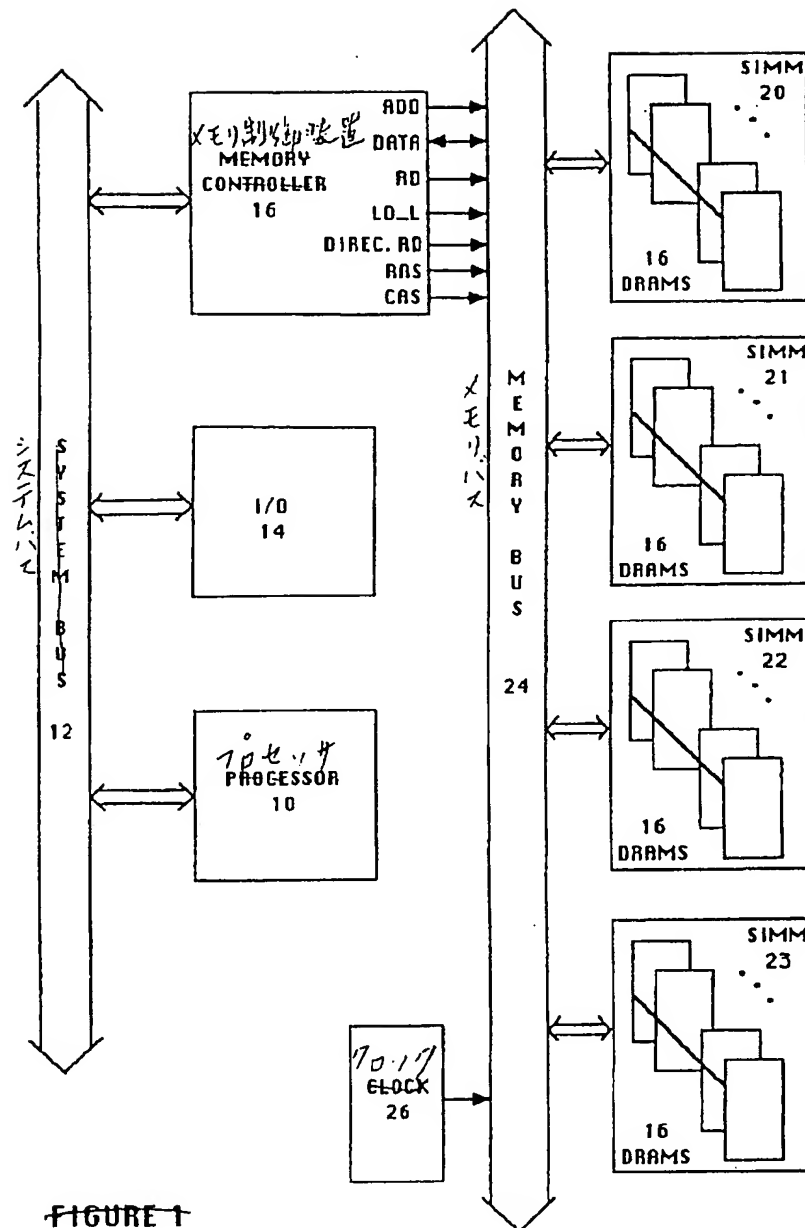 メモリ制御装置
MEMORY
CONTROLLER
16
ADD
DATA
RD
LD_L
DIREC.RD
RAS
CAS
SIMM
20
16
DRAMS
SIMM
21
16
DRAMS
システムバス
SYSTEM BUS
12
I/O
14
メモリバス
MEMORY BUS
24
SIMM
22
16
DRAMS
プロセッサ
PROCESSOR
10
SIMM
23
16
DRAMS
クロック
CLOCK
26
FIGURE 1